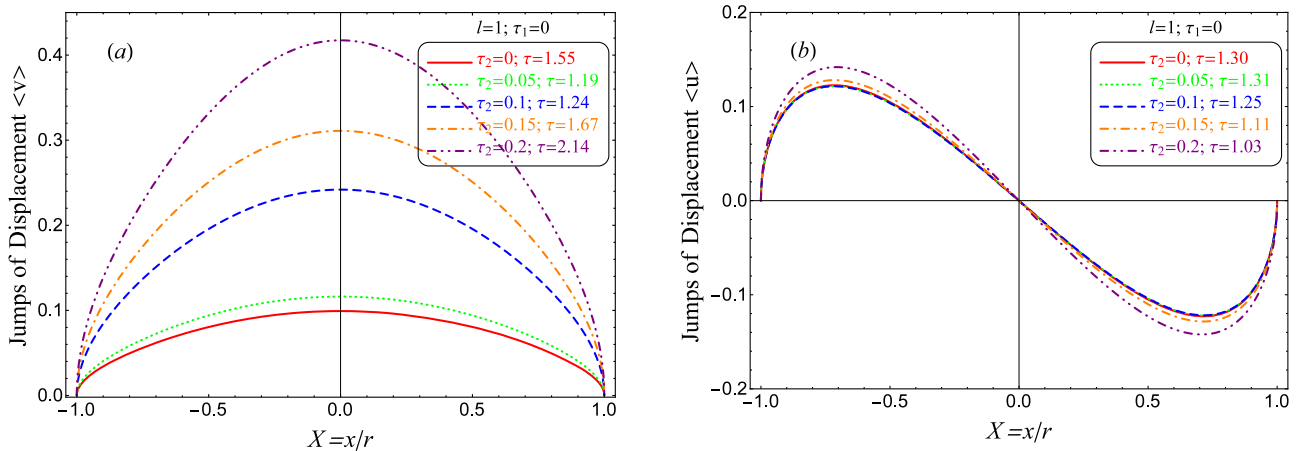 (a)
l=1; τ₁=0
τ₂=0; τ=1.55
τ₂=0.05; τ=1.19
τ₂=0.1; τ=1.24
τ₂=0.15; τ=1.67
τ₂=0.2; τ=2.14
Jumps of Displacement <v>
0.4
0.3
0.2
0.1
0.0
−1.0 −0.5 0.0 0.5 1.0
X=x/r
(b)
l=1; τ₁=0
τ₂=0; τ=1.30
τ₂=0.05; τ=1.31
τ₂=0.1; τ=1.25
τ₂=0.15; τ=1.11
τ₂=0.2; τ=1.03
Jumps of Displacement <u>
0.2
0.1
0.0
−0.1
−0.2
−1.0 −0.5 0.0 0.5 1.0
X=x/r